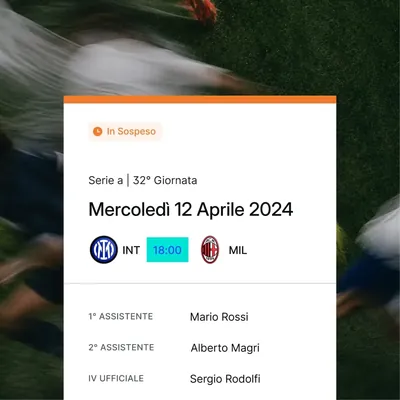 In Sospeso
Serie a | 32° Giornata
Mercoledì 12 Aprile 2024
INT 18:00 MIL
1° ASSISTENTE Mario Rossi
2° ASSISTENTE Alberto Magri
IV UFFICIALE Sergio Rodolfi